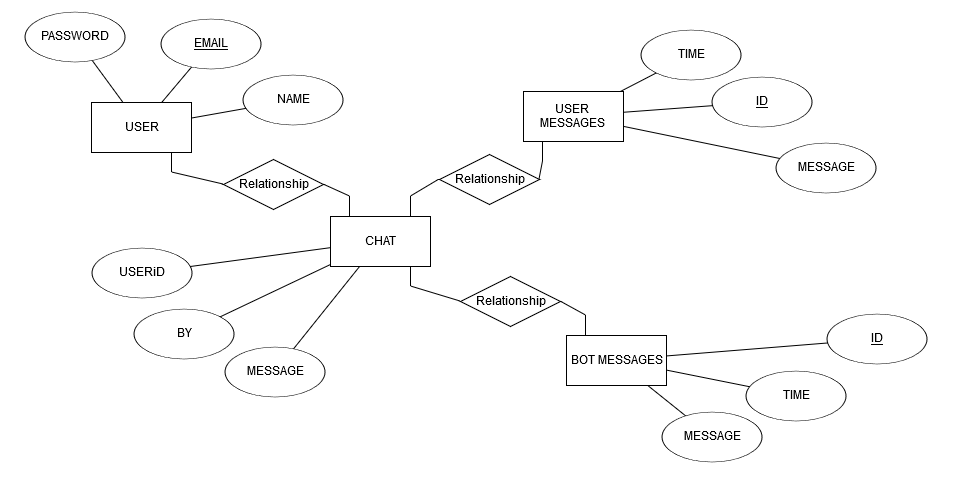 PASSWORD
EMAIL
NAME
USER
TIME
ID
USER
MESSAGES
MESSAGE
Relationship
Relationship
CHAT
USERiD
BY
MESSAGE
Relationship
BOT MESSAGES
ID
TIME
MESSAGE